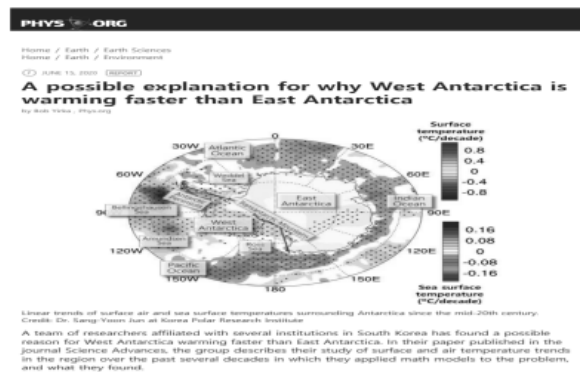 PHYS ORG
Home / Earth / Earth Sciences
Home / Earth / Environment
JUNE 15, 2020 REPORT
A possible explanation for why West Antarctica is
warming faster than East Antarctica
by Bob Yirka , Phys.org
Surface
temperature
(°C/decade)
0
30W
30E
Atlantic
Ocean
0.8
0.4
0
-0.4
-0.8
60W
Weddell
Sea
60E
East
Antarctica
Indian
Ocean
Bellingshausen
Sea
90E
West
Antarctica
0.16
0.08
0
-0.08
-0.16
Amundsen
Sea
Ross
Sea
120W
120E
Pacific
Ocean
150W
150E
180
Sea surface
temperature
(°C/decade)
Linear trends of surface air and sea surface temperatures surrounding Antarctica since the mid-20th century.
Credit: Dr. Sang-Yoon Jun at Korea Polar Research Institute
A team of researchers affiliated with several institutions in South Korea has found a possible
reason for West Antarctica warming faster than East Antarctica. In their paper published in the
journal Science Advances, the group describes their study of surface and air temperature trends
in the region over the past several decades in which they applied math models to the problem,
and what they found.